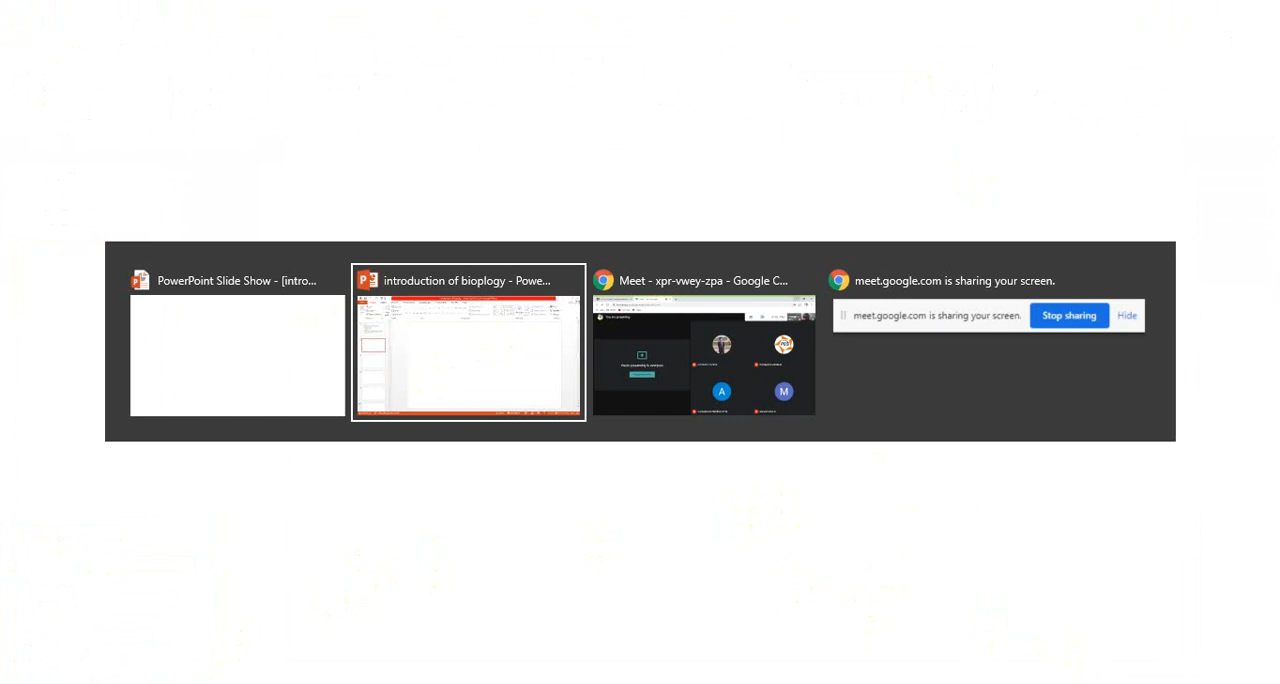 PowerPoint Slide Show - [intro...
introduction of bioplogy - Powe...
Meet - xpr-vwey-zpa - Google C...
meet.google.com is sharing your screen.
A
M
meet.google.com is sharing your screen.
Stop sharing
Hide